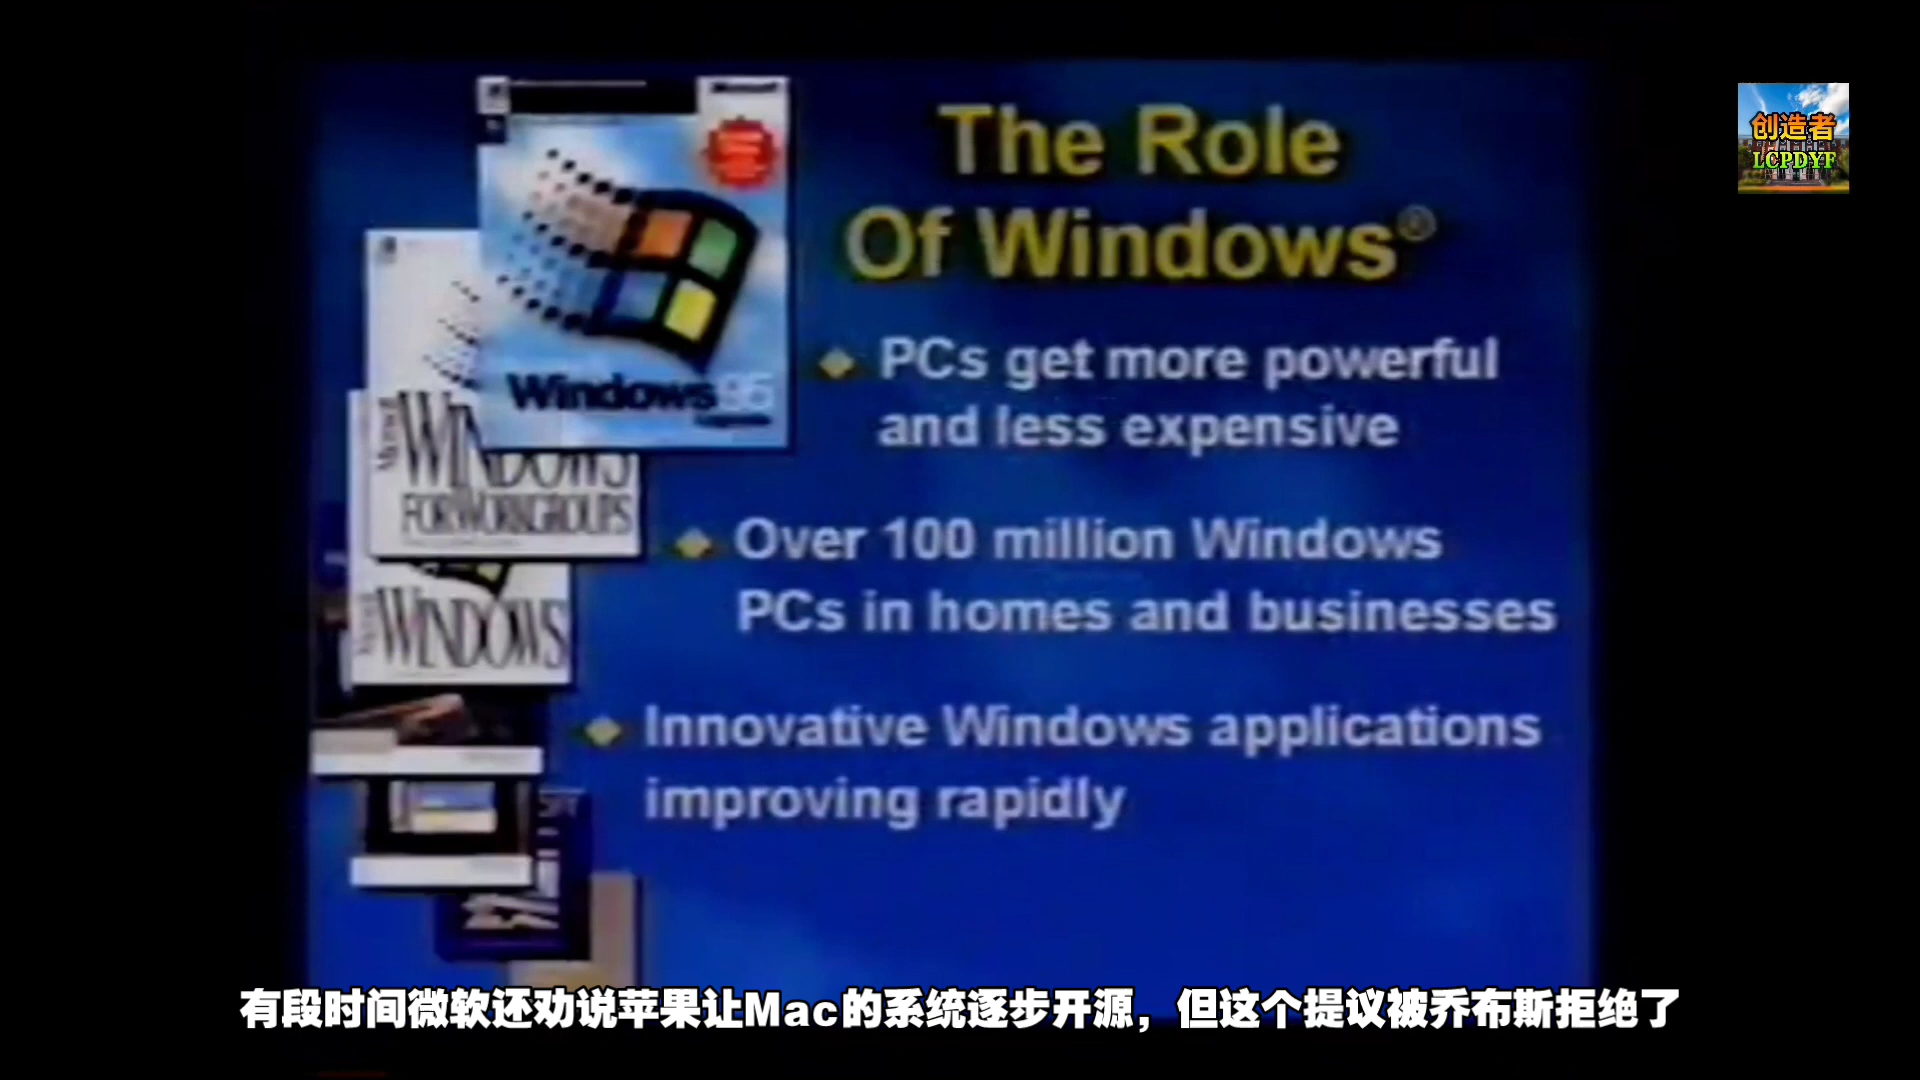 创造者
LCPDYF
The Role
Of Windows®
Microsoft
Windows 95
PCs get more powerful
and less expensive
Microsoft
WINDOWS
FOR WORKGROUPS
Over 100 million Windows
PCs in homes and businesses
WINDOWS
Innovative Windows applications
improving rapidly
有段时间微软还劝说苹果让Mac的系统逐步开源，但这个提议被乔布斯拒绝了